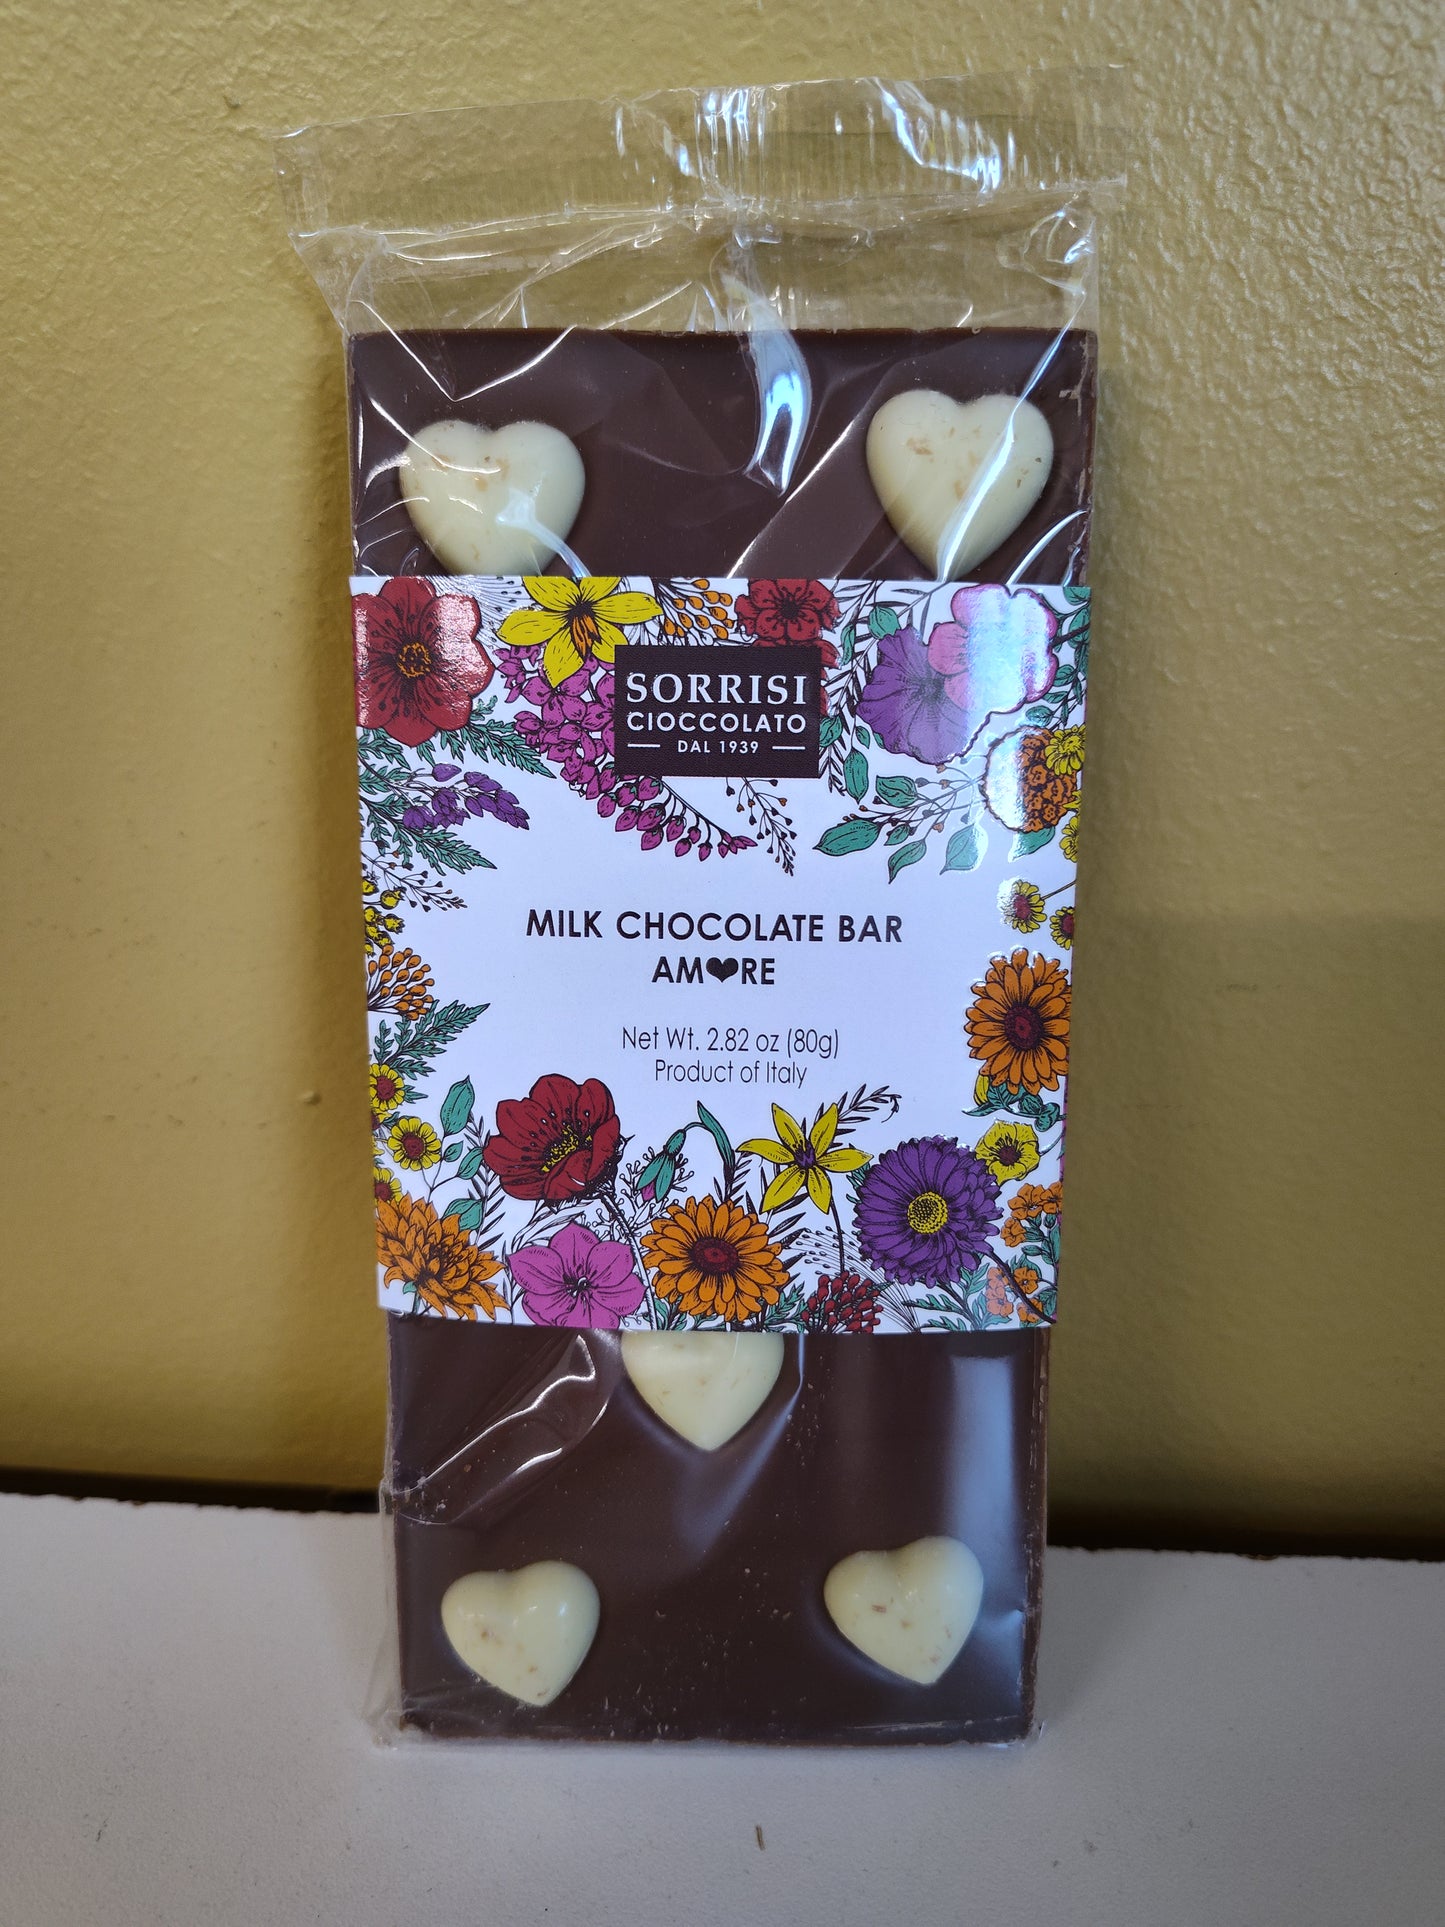 SORRISI
CIOCCOLATO
DAL 1939
MILK CHOCOLATE BAR
AM♥RE
Net Wt. 2.82 oz (80g)
Product of Italy